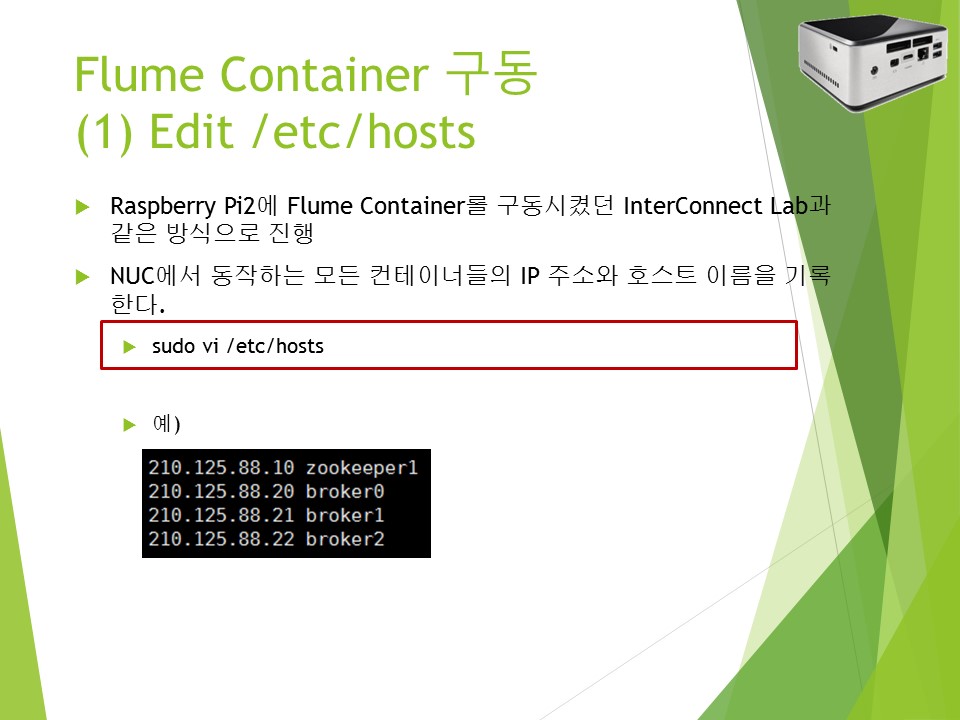 Flume Container 구동
(1) Edit /etc/hosts
Raspberry Pi2에 Flume Container를 구동시켰던 InterConnect Lab과
같은 방식으로 진행
NUC에서 동작하는 모든 컨테이너들의 IP 주소와 호스트 이름을 기록
한다.
sudo vi /etc/hosts
예)
210.125.88.10 zookeeper1
210.125.88.20 broker0
210.125.88.21 broker1
210.125.88.22 broker2